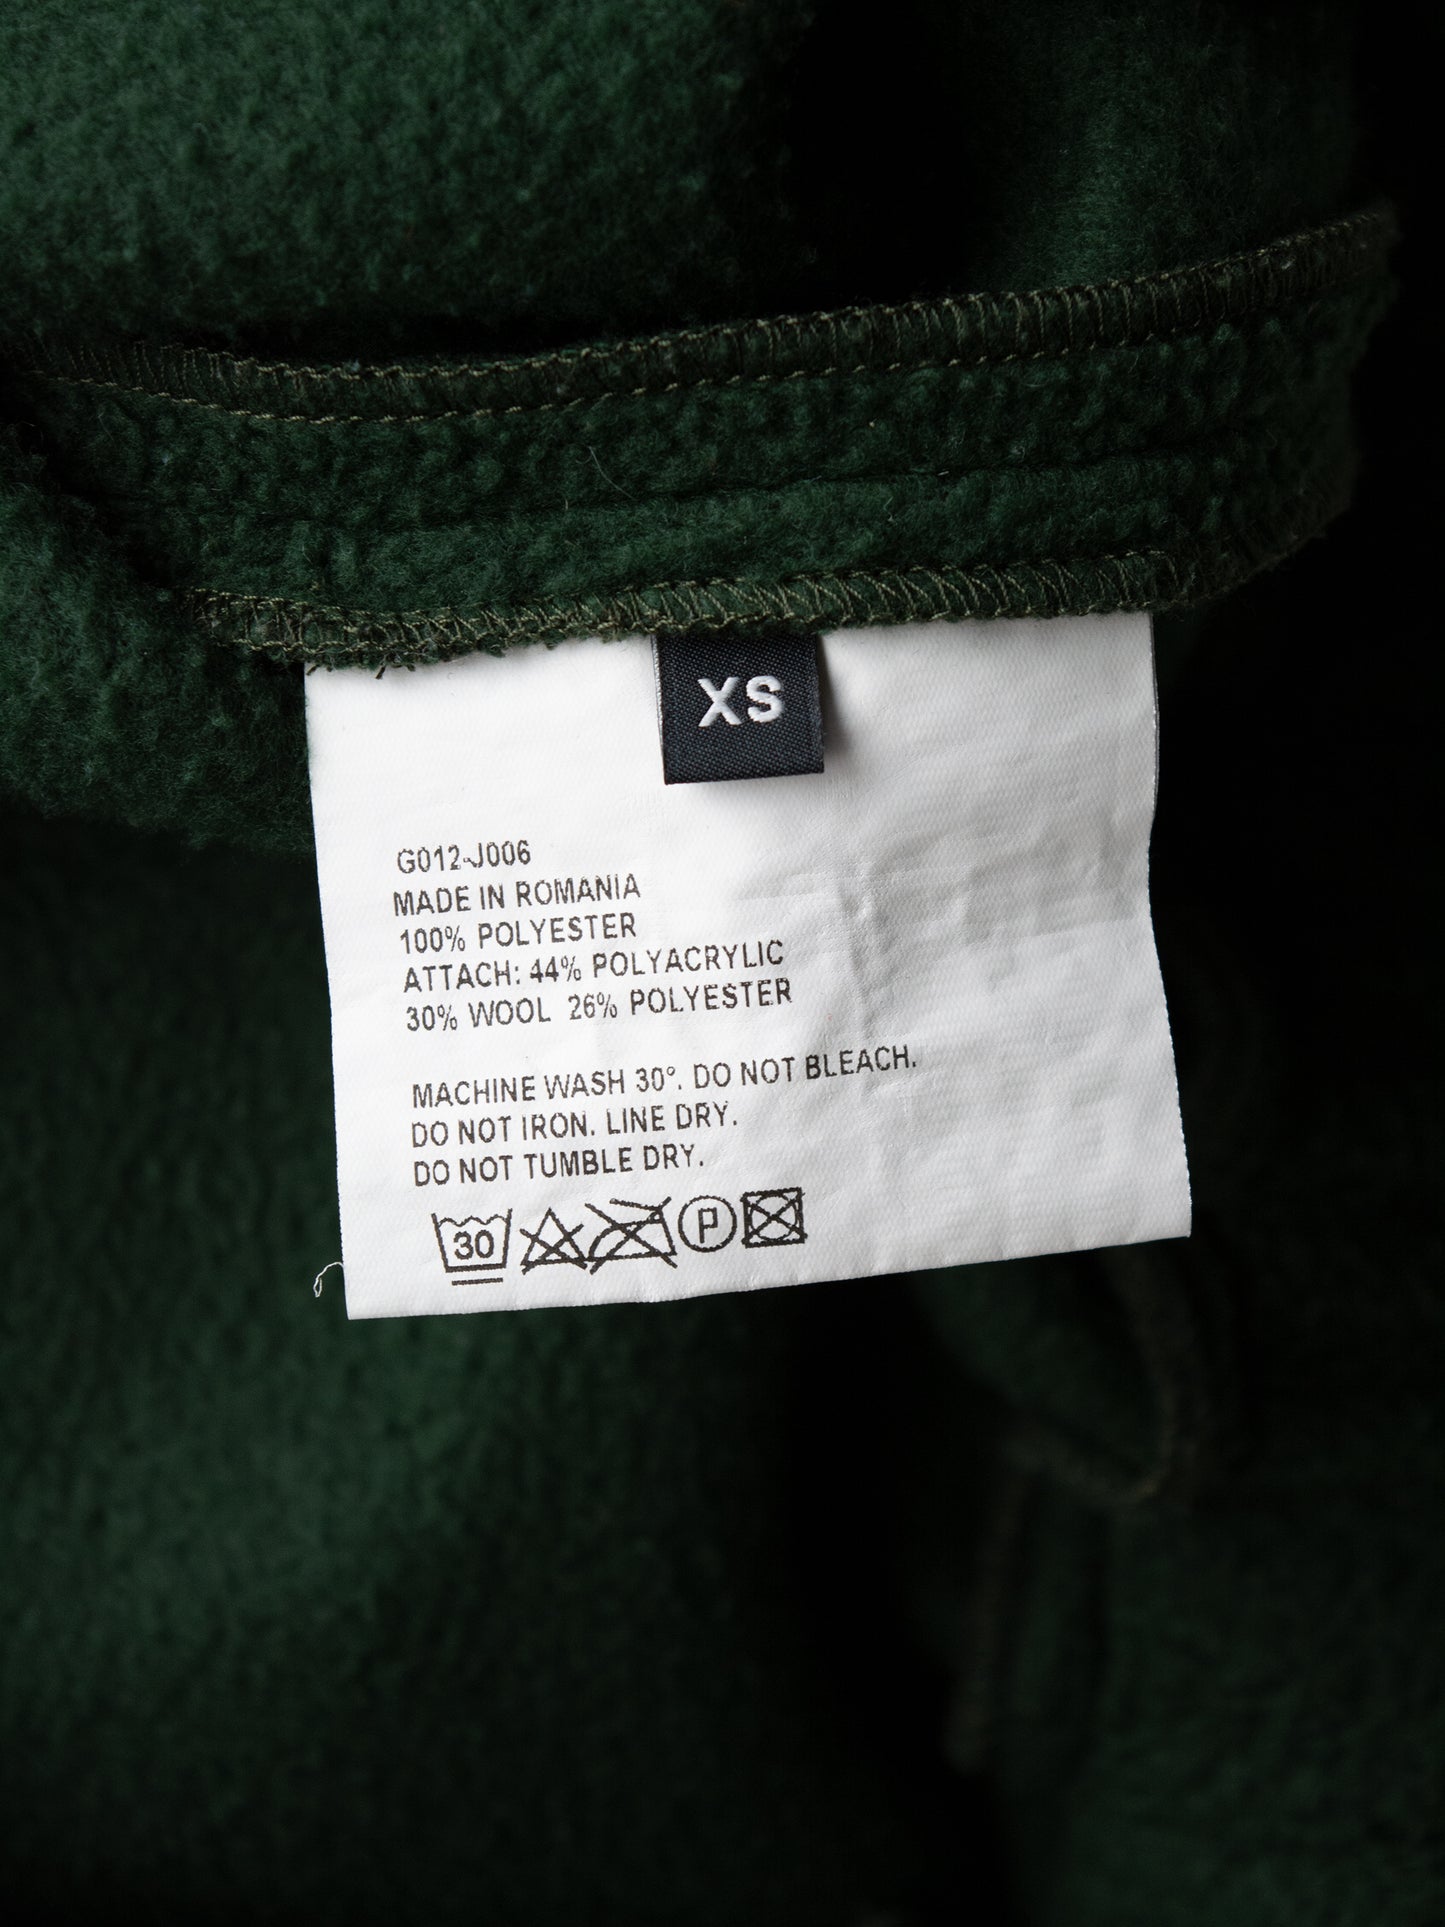 XS
G012-J006
MADE IN ROMANIA
100% POLYESTER
ATTACH: 44% POLYACRYLIC
30% WOOL 26% POLYESTER
MACHINE WASH 30°. DO NOT BLEACH.
DO NOT IRON. LINE DRY.
DO NOT TUMBLE DRY.
30 P